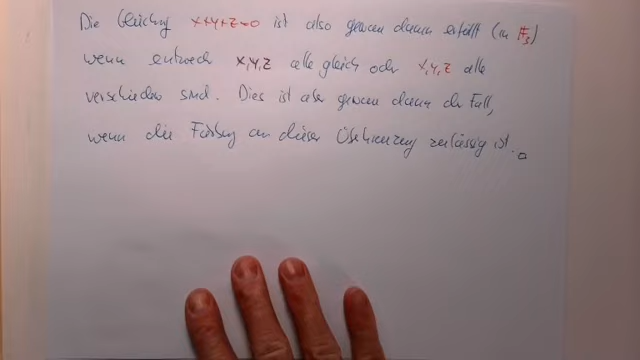 Die Gleichung x+y+z=0 ist also genau dann erfüllt (in F₃)
wenn entweder x,y,z alle gleich oder x,y,z alle
verschieden sind. Dies ist aber genau dann der Fall,
wenn die Färbung an dieser Überkreuzung zulässig ist. □